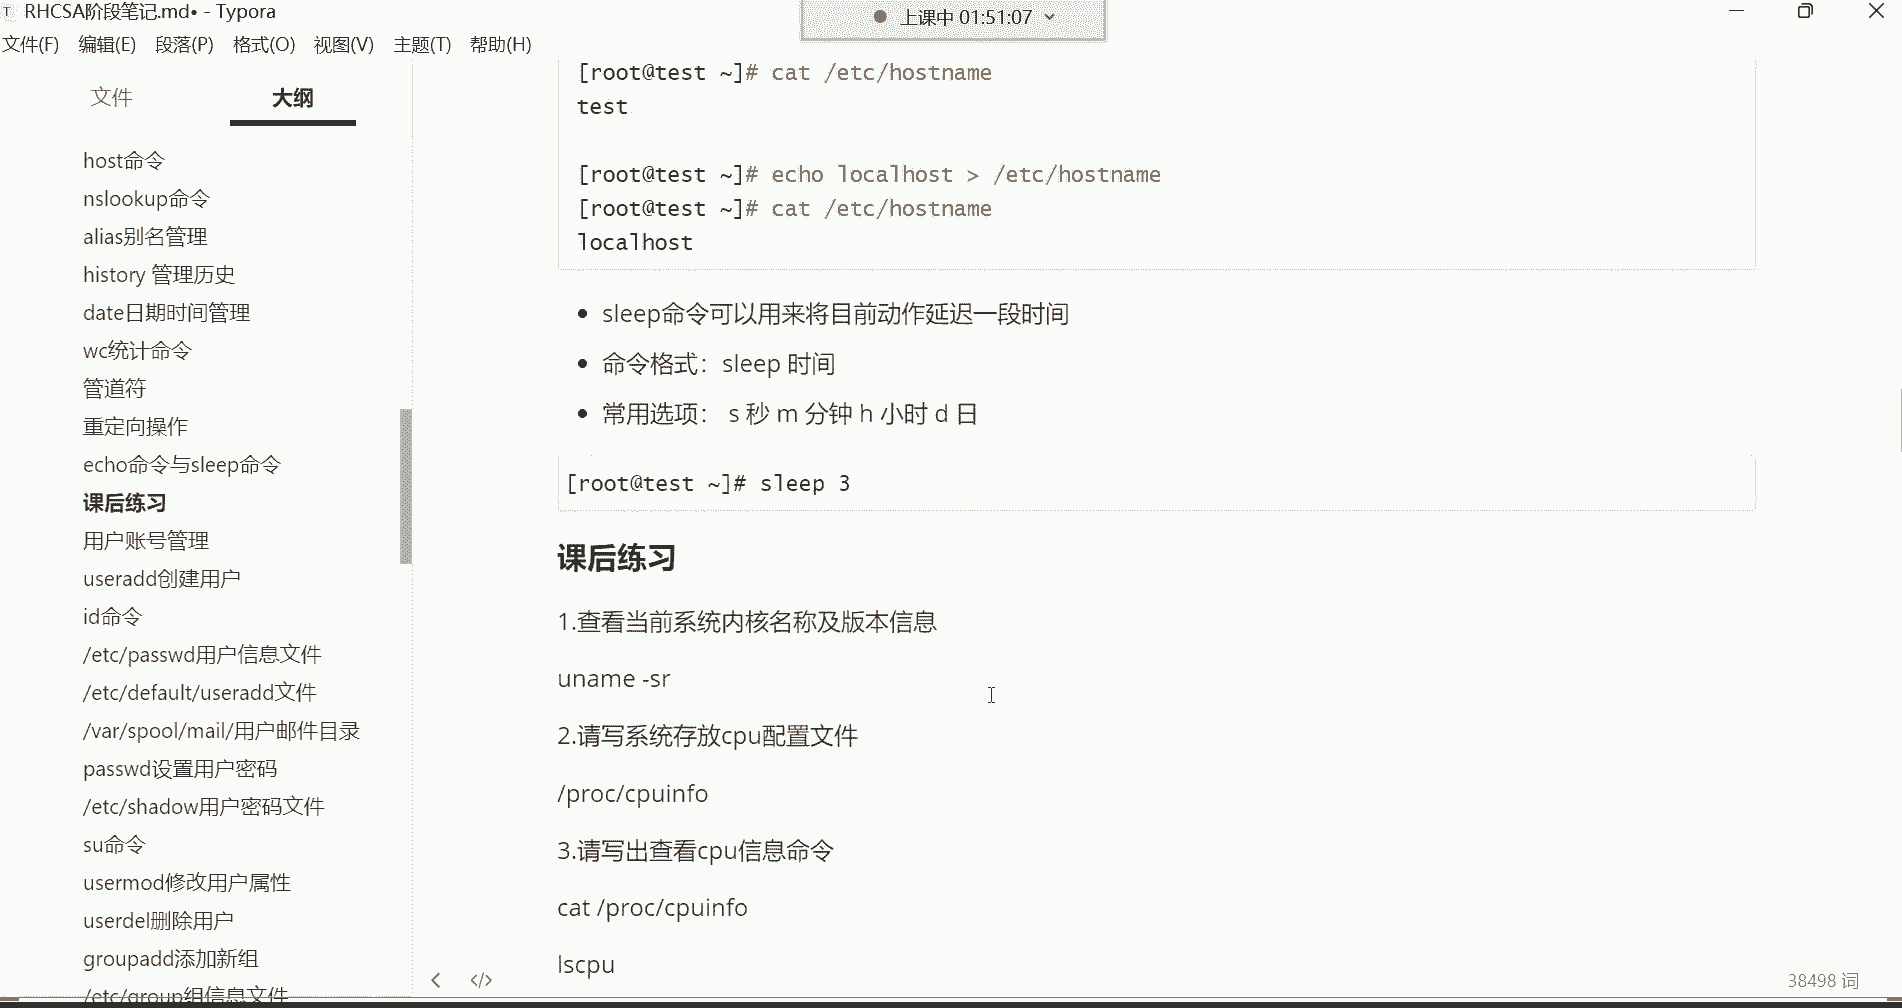 RHCSA阶段笔记.md• - Typora
上课中 01:51:07
文件(F) 编辑(E) 段落(P) 格式(O) 视图(V) 主题(T) 帮助(H)
文件 大纲
host命令
nslookup命令
alias别名管理
history 管理历史
date日期时间管理
wc统计命令
管道符
重定向操作
echo命令与sleep命令
课后练习
用户账号管理
useradd创建用户
id命令
/etc/passwd用户信息文件
/etc/default/useradd文件
/var/spool/mail/用户邮件目录
passwd设置用户密码
/etc/shadow用户密码文件
su命令
usermod修改用户属性
userdel删除用户
groupadd添加新组
/etc/group组信息文件
[root@test ~]# cat /etc/hostname
test
[root@test ~]# echo localhost > /etc/hostname
[root@test ~]# cat /etc/hostname
localhost
• sleep命令可以用来将目前动作延迟一段时间
• 命令格式：sleep 时间
• 常用选项： s 秒 m 分钟 h 小时 d 日
[root@test ~]# sleep 3
课后练习
1.查看当前系统内核名称及版本信息
uname -sr
2.请写系统存放cpu配置文件
/proc/cpuinfo
3.请写出查看cpu信息命令
cat /proc/cpuinfo
lscpu
38498 词